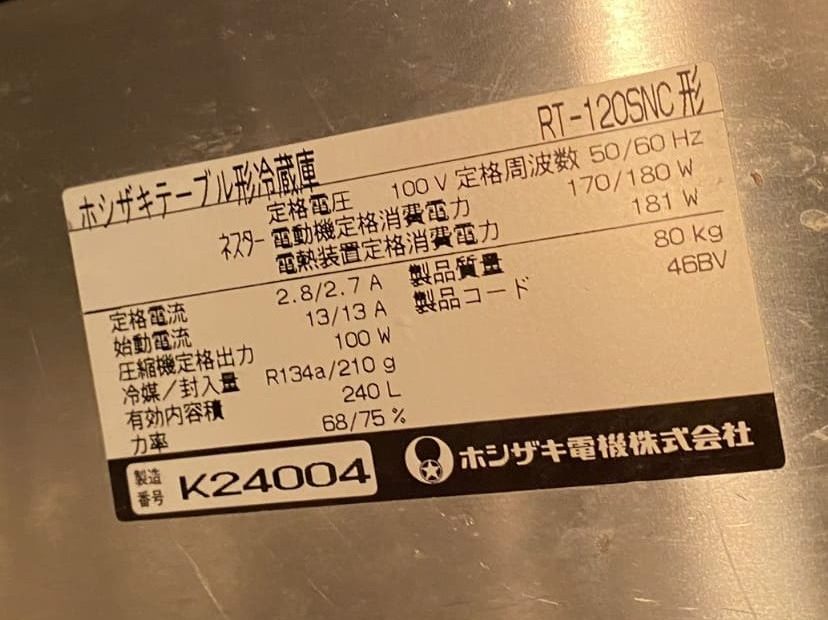 ホシザキテーブル形冷蔵庫 RT-120SNC形
定格電圧 100V 定格周波数 50/60 Hz
ネスター 電動機定格消費電力 170/180 W
電熱装置定格消費電力 181 W
定格電流 2.8/2.7 A 製品質量 80 kg
始動電流 13/13 A 製品コード 46BV
圧縮機定格出力 100 W
冷媒/封入量 R134a/210 g
有効内容積 240 L
力率 68/75 %
製造番号 K24004 ホシザキ電機株式会社